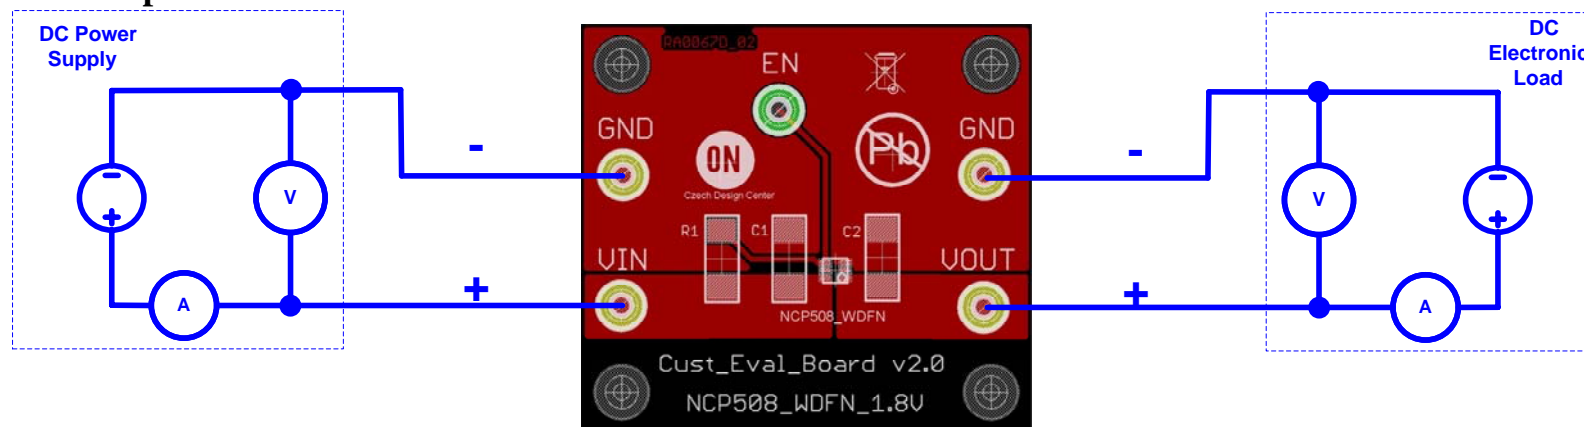 DC Power
Supply
-
+
V
A
-
+
RA0067D_02
EN
GND
GND
ON
Czech Design Center
Pb
R1
C1
C2
VIN
VOUT
NCP508_WDFN
Cust_Eval_Board v2.0
NCP508_WDFN_1.8V
-
+
DC
Electronic
Load
V
A
-
+